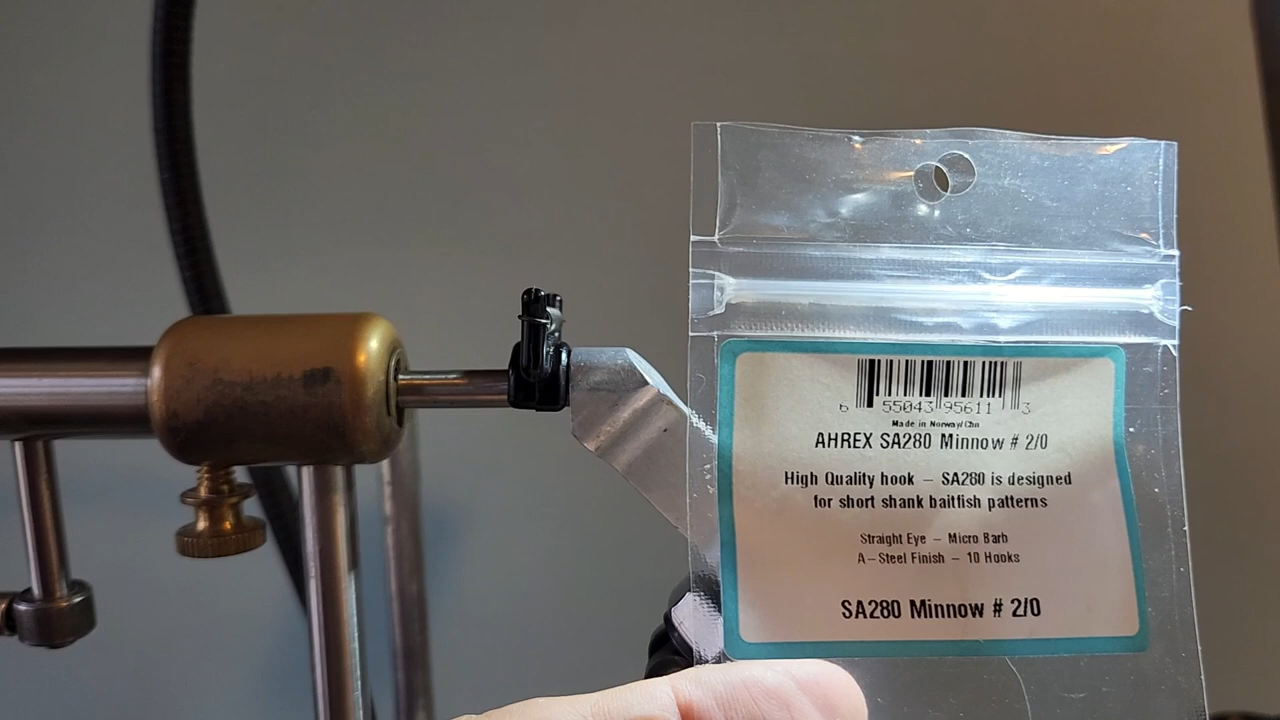 6 55043 95611 3
Made in Norway/Chn
AHREX SA280 Minnow # 2/0
High Quality hook – SA280 is designed
for short shank baitfish patterns
Straight Eye – Micro Barb
A–Steel Finish – 10 Hooks
SA280 Minnow # 2/0